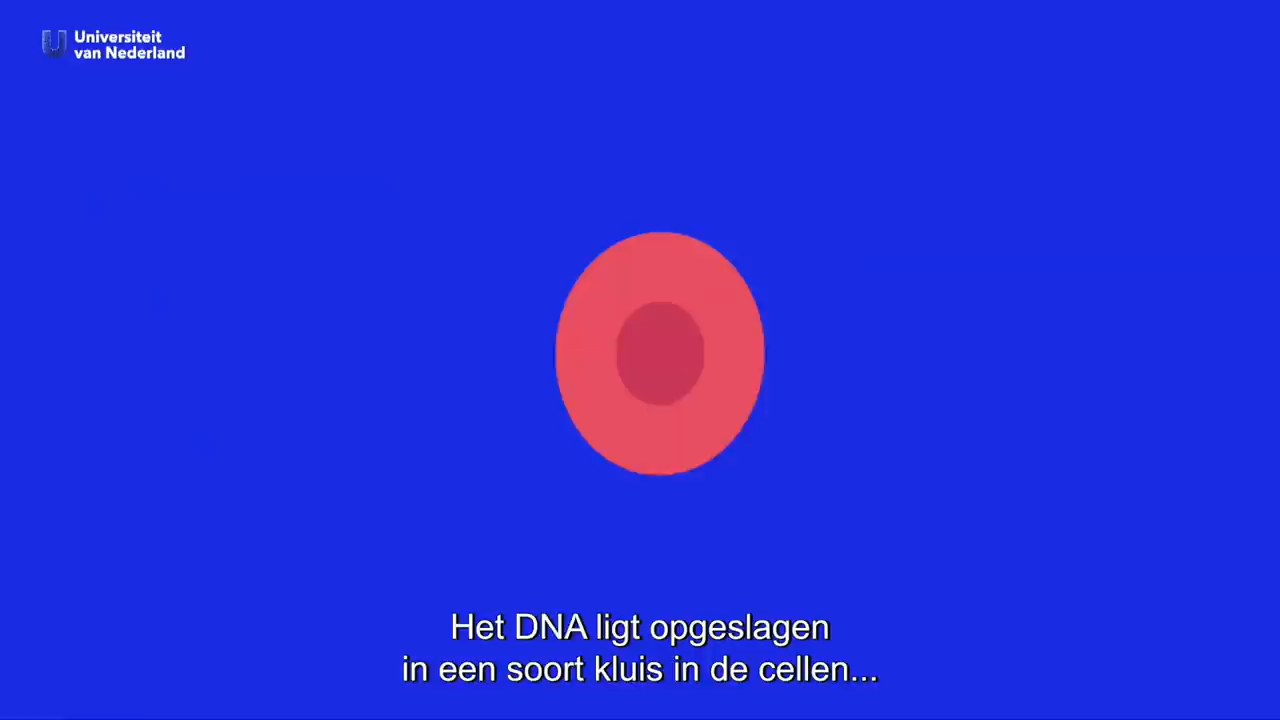 Universiteit
van Nederland
Het DNA ligt opgeslagen
in een soort kluis in de cellen...